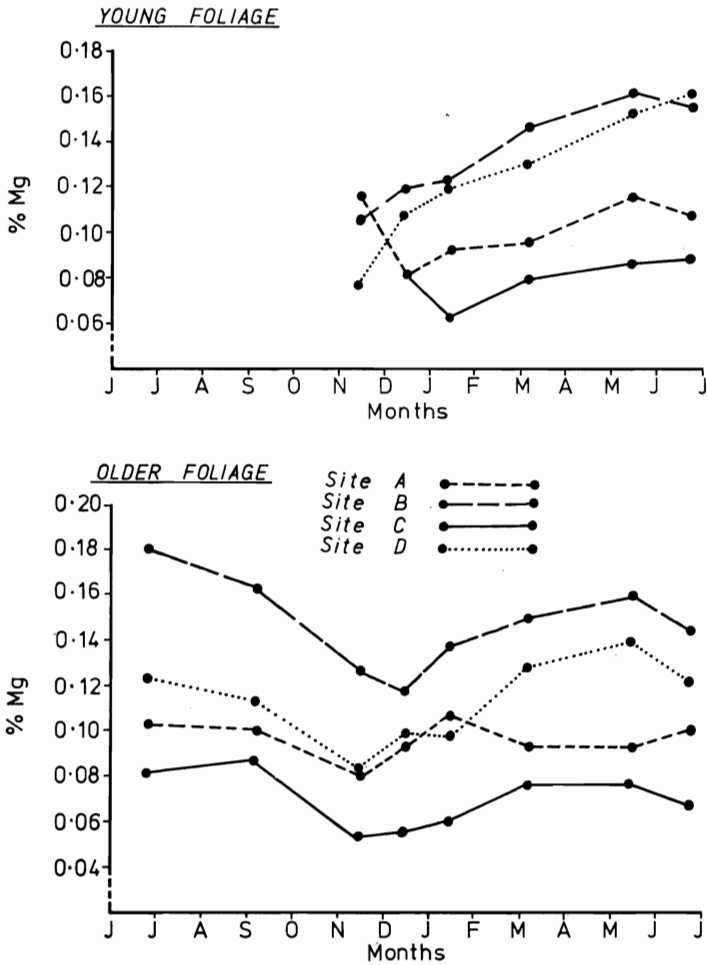 YOUNG FOLIAGE
0·18
0·16
0·14
0·12
0·10
0·08
0·06
% Mg
J J A S O N D J F M A M J J
Months
OLDER FOLIAGE
Site A
Site B
Site C
Site D
0·20
0·18
0·16
0·14
0·12
0·10
0·08
0·06
0·04
% Mg
J J A S O N D J F M A M J J
Months